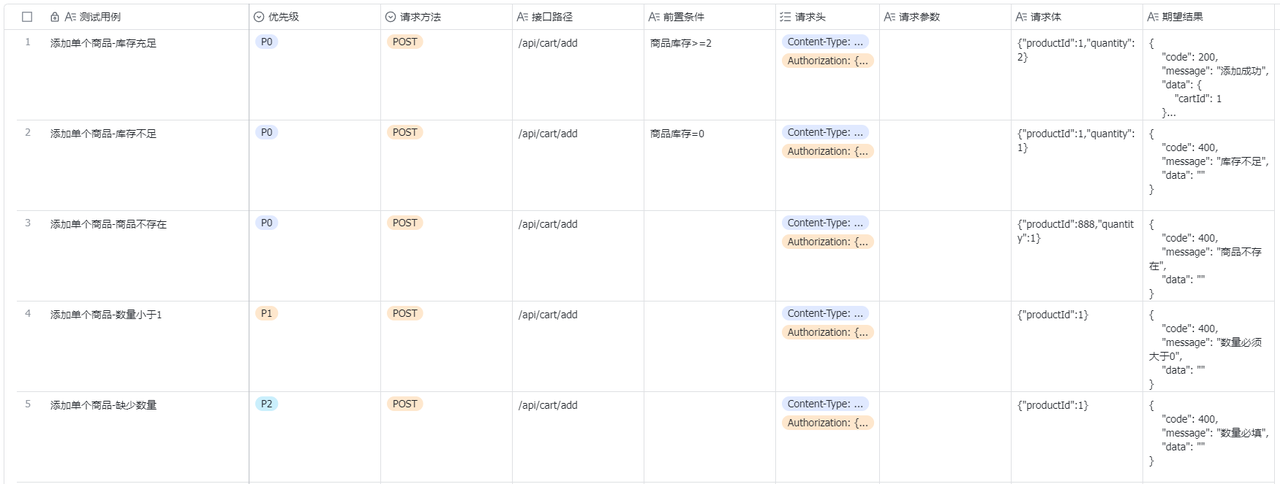 测试用例 优先级 请求方法 接口路径 前置条件 请求头 请求参数 请求体 期望结果
1 添加单个商品-库存充足 P0 POST /api/cart/add 商品库存>=2 Content-Type: ... {"productId":1,"quantity": {
Authorization: {... 2} "code": 200,
"message": "添加成功",
"data": {
"cartId": 1
}...
2 添加单个商品-库存不足 P0 POST /api/cart/add 商品库存=0 Content-Type: ... {"productId":1,"quantity": {
Authorization: {... 1} "code": 400,
"message": "库存不足",
"data": ""
}
3 添加单个商品-商品不存在 P0 POST /api/cart/add Content-Type: ... {"productId":888,"quantit {
Authorization: {... y":1} "code": 400,
"message": "商品不存
在",
"data": ""
}
4 添加单个商品-数量小于1 P1 POST /api/cart/add Content-Type: ... {"productId":1} {
Authorization: {... "code": 400,
"message": "数量必须
大于0",
"data": ""
}
5 添加单个商品-缺少数量 P2 POST /api/cart/add Content-Type: ... {"productId":1} {
Authorization: {... "code": 400,
"message": "数量必填",
"data": ""
}